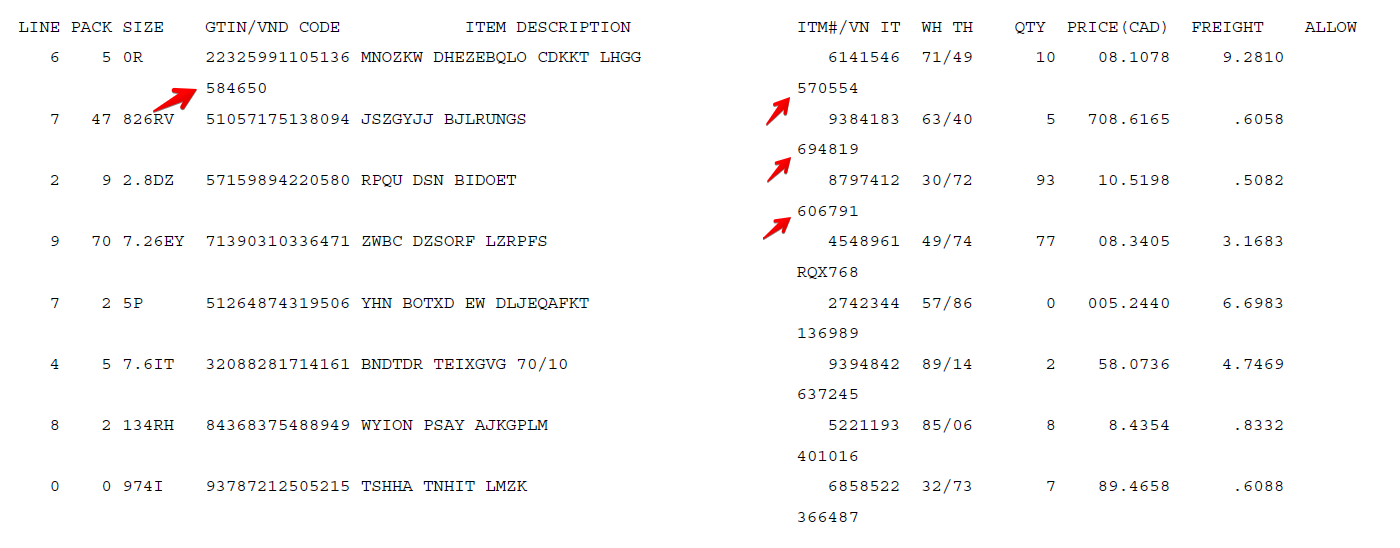 LINE PACK SIZE GTIN/VND CODE ITEM DESCRIPTION ITM#/VN IT WH TH QTY PRICE(CAD) FREIGHT ALLOW
6 5 0R 22325991105136 MNOZKW DHEZEBQLO CDKKT LHGG 6141546 71/49 10 08.1078 9.2810
584650 570554
7 47 826RV 51057175138094 JSZGYJJ BJLRUNGS 9384183 63/40 5 708.6165 .6058
694819
2 9 2.8DZ 57159894220580 RPQU DSN BIDOET 8797412 30/72 93 10.5198 .5082
606791
9 70 7.26EY 71390310336471 ZWBC DZSORF LZRPFS 4548961 49/74 77 08.3405 3.1683
RQX768
7 2 5P 51264874319506 YHN BOTXD EW DLJEQAFKT 2742344 57/86 0 005.2440 6.6983
136989
4 5 7.6IT 32088281714161 BNDTDR TEIXGVG 70/10 9394842 89/14 2 58.0736 4.7469
637245
8 2 134RH 84368375488949 WYION PSAY AJKGPLM 5221193 85/06 8 8.4354 .8332
401016
0 0 974I 93787212505215 TSHHA TNHIT LMZK 6858522 32/73 7 89.4658 .6088
366487